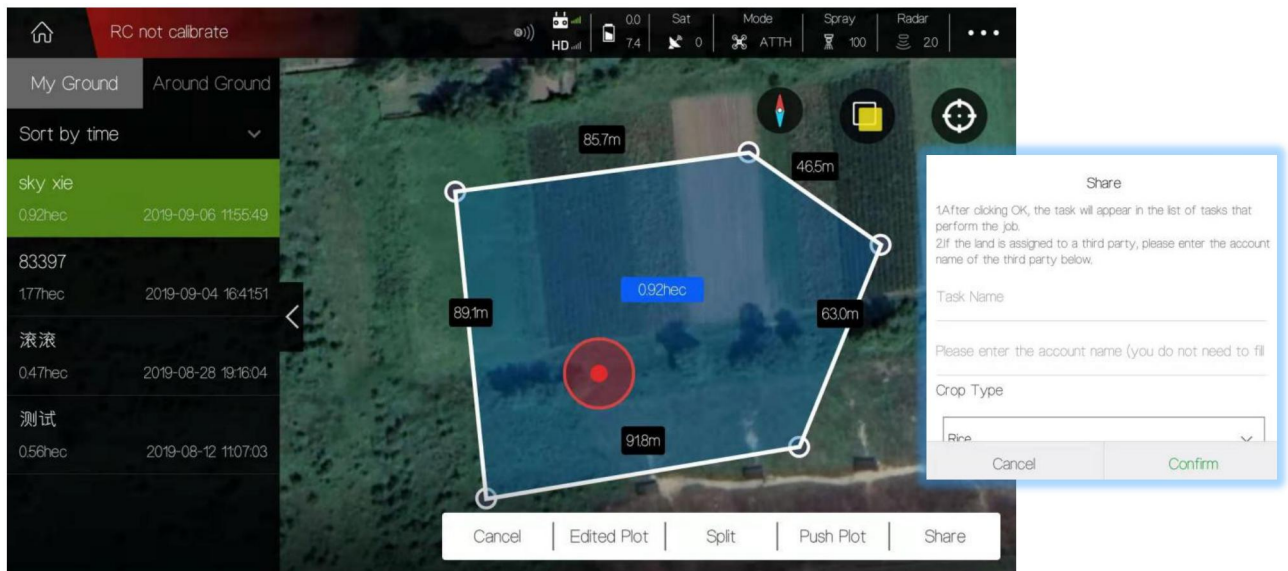 RC not calibrate
HD
0.0
7.4
Sat
0
Mode
ATTH
Spray
100
Radar
2.0
My Ground
Around Ground
Sort by time
sky xie
0.92hec 2019-09-06 11:55:49
83397
1.77hec 2019-09-04 16:41:51
滚滚
0.47hec 2019-08-28 19:16:04
测试
0.56hec 2019-08-12 11:07:03
85.7m
46.5m
0.92hec
89.1m
63.0m
91.8m
Cancel
Edited Plot
Split
Push Plot
Share
Share
1.After clicking OK, the task will appear in the list of tasks that
perform the job.
2.If the land is assigned to a third party, please enter the account
name of the third party below.
Task Name
Please enter the account name (you do not need to fill
Crop Type
Rice
Cancel
Confirm